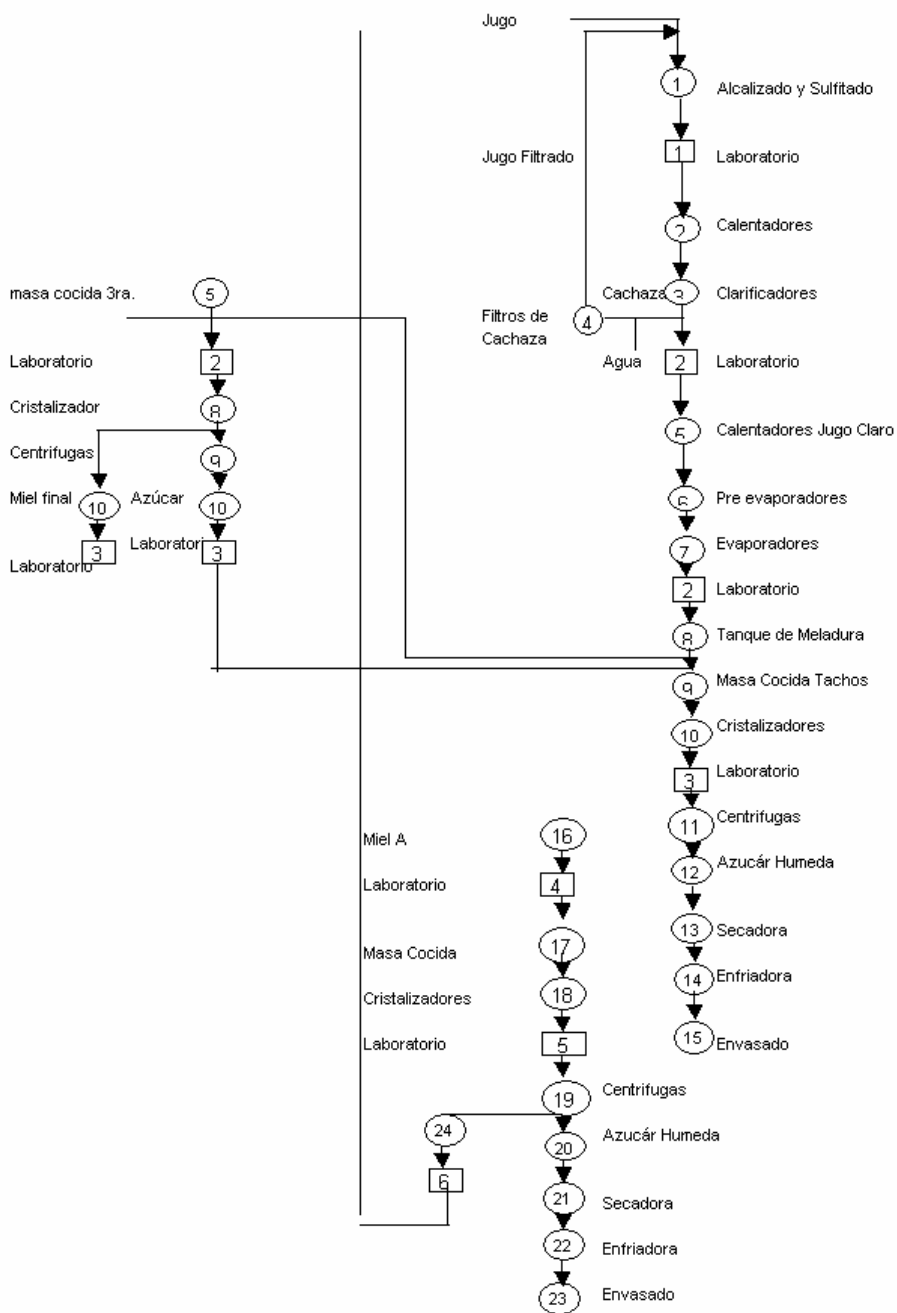 Jugo
1 Alcalizado y Sulfitado
Jugo Filtrado 1 Laboratorio
2 Calentadores
masa cocida 3ra. 5
Cachaza 3 Clarificadores
Filtros de
Cachaza
4
Agua
Laboratorio 2
2 Laboratorio
Cristalizador 8
5 Calentadores Jugo Claro
Centrifugas 9
Miel final 10 Azúcar 10
6 Pre evaporadores
Laboratorio 3 Laboratori 3
7 Evaporadores
2 Laboratorio
8 Tanque de Meladura
9 Masa Cocida Tachos
10 Cristalizadores
3 Laboratorio
11 Centrifugas
12 Azucár Humeda
13 Secadora
14 Enfriadora
15 Envasado
Miel A 16
Laboratorio 4
Masa Cocida 17
Cristalizadores 18
Laboratorio 5
19 Centrifugas
24
20 Azucár Humeda
6
21 Secadora
22 Enfriadora
23 Envasado